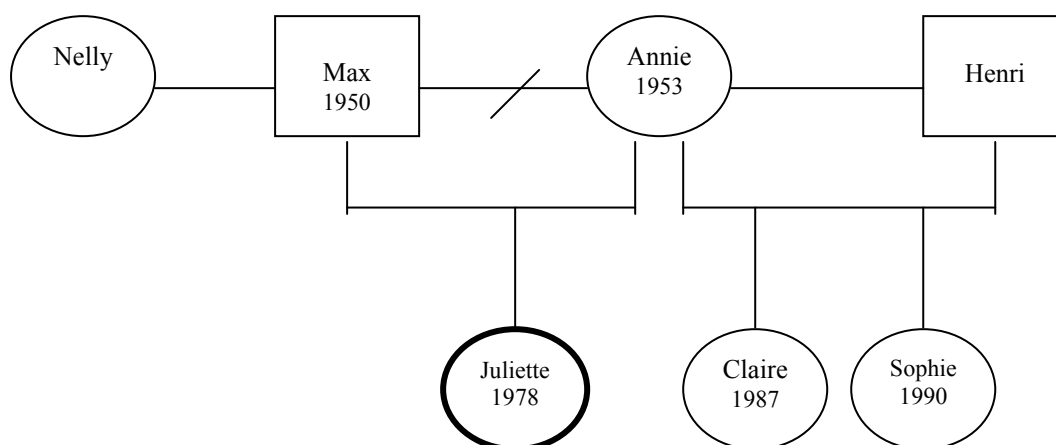 Nelly
Max
1950
Annie
1953
Henri
Juliette
1978
Claire
1987
Sophie
1990